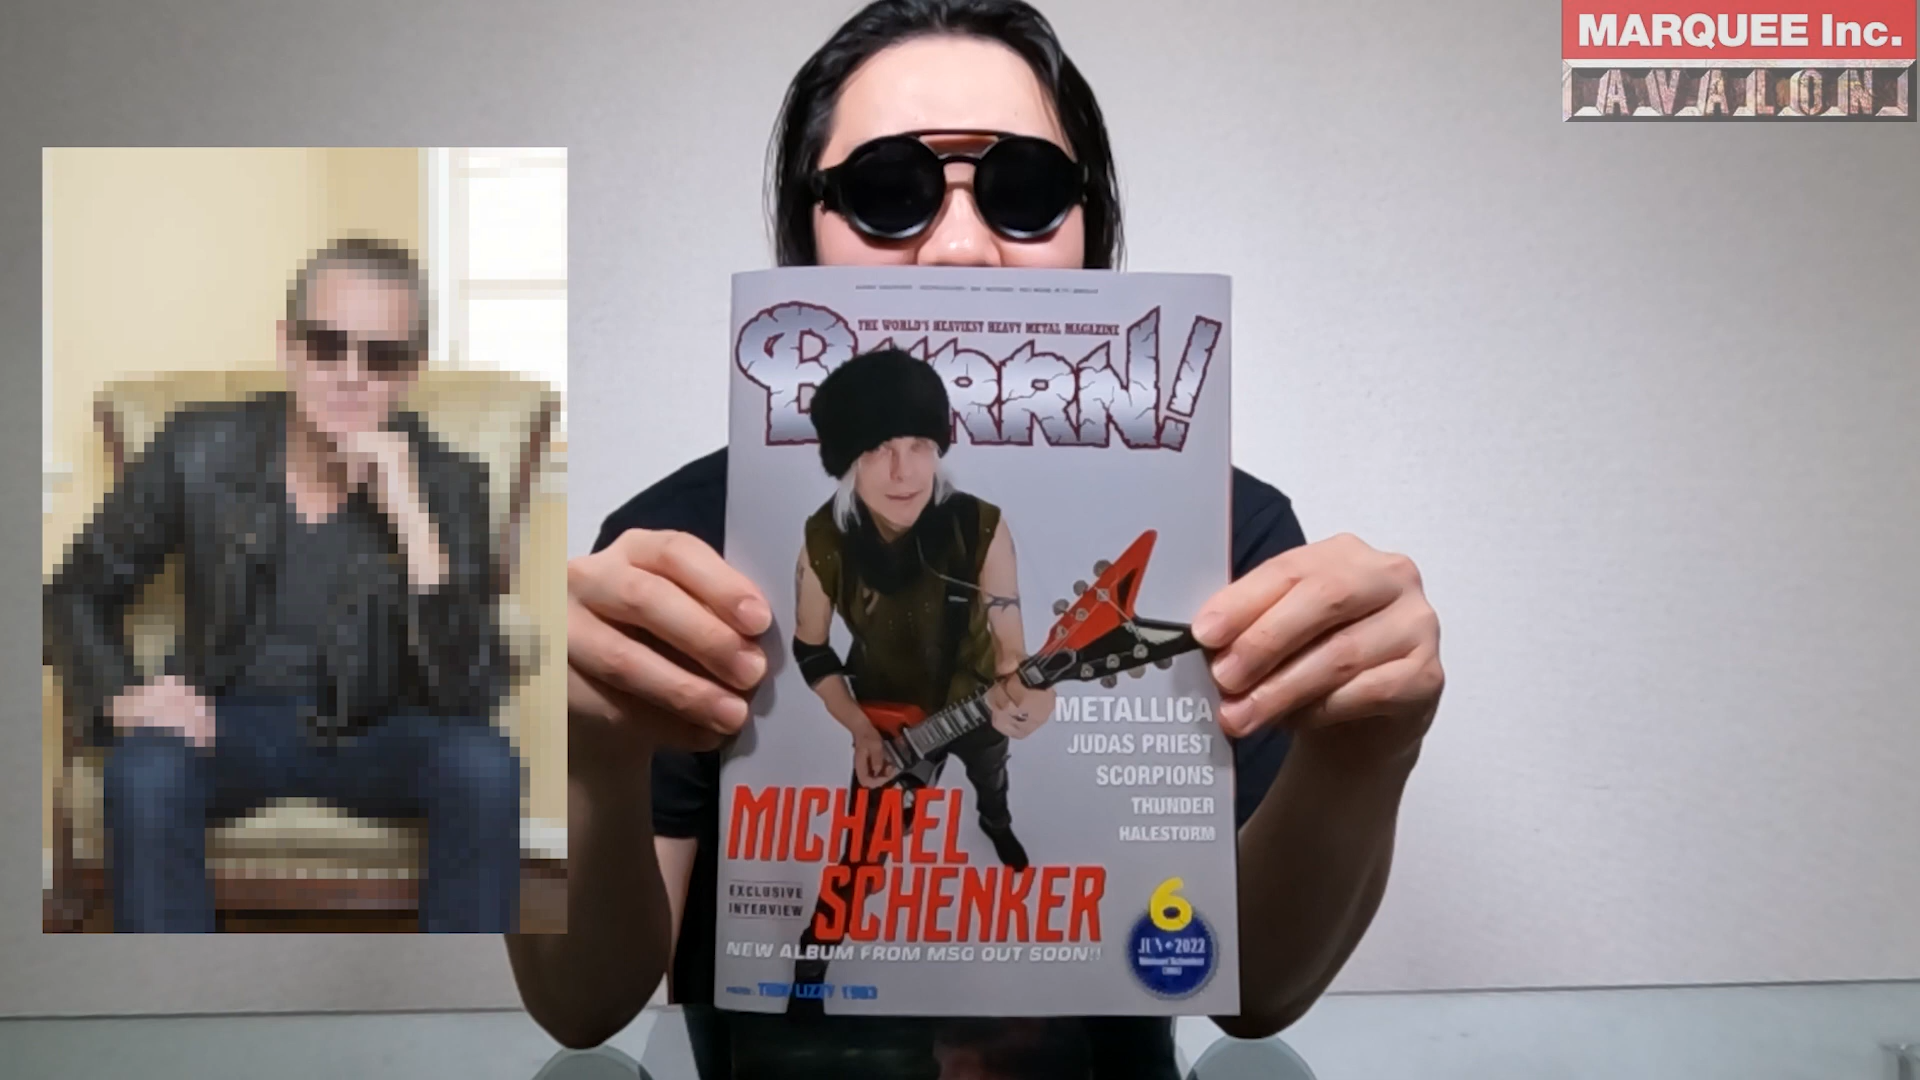 MARQUEE Inc.
AVALON
THE WORLD'S HEAVIEST HEAVY METAL MAGAZINE
BURRN!
METALLICA
JUDAS PRIEST
SCORPIONS
THUNDER
HALESTORM
MICHAEL
SCHENKER
EXCLUSIVE
INTERVIEW
NEW ALBUM FROM MSG OUT SOON!!
6
JUN 2022
THIN LIZZY 1983